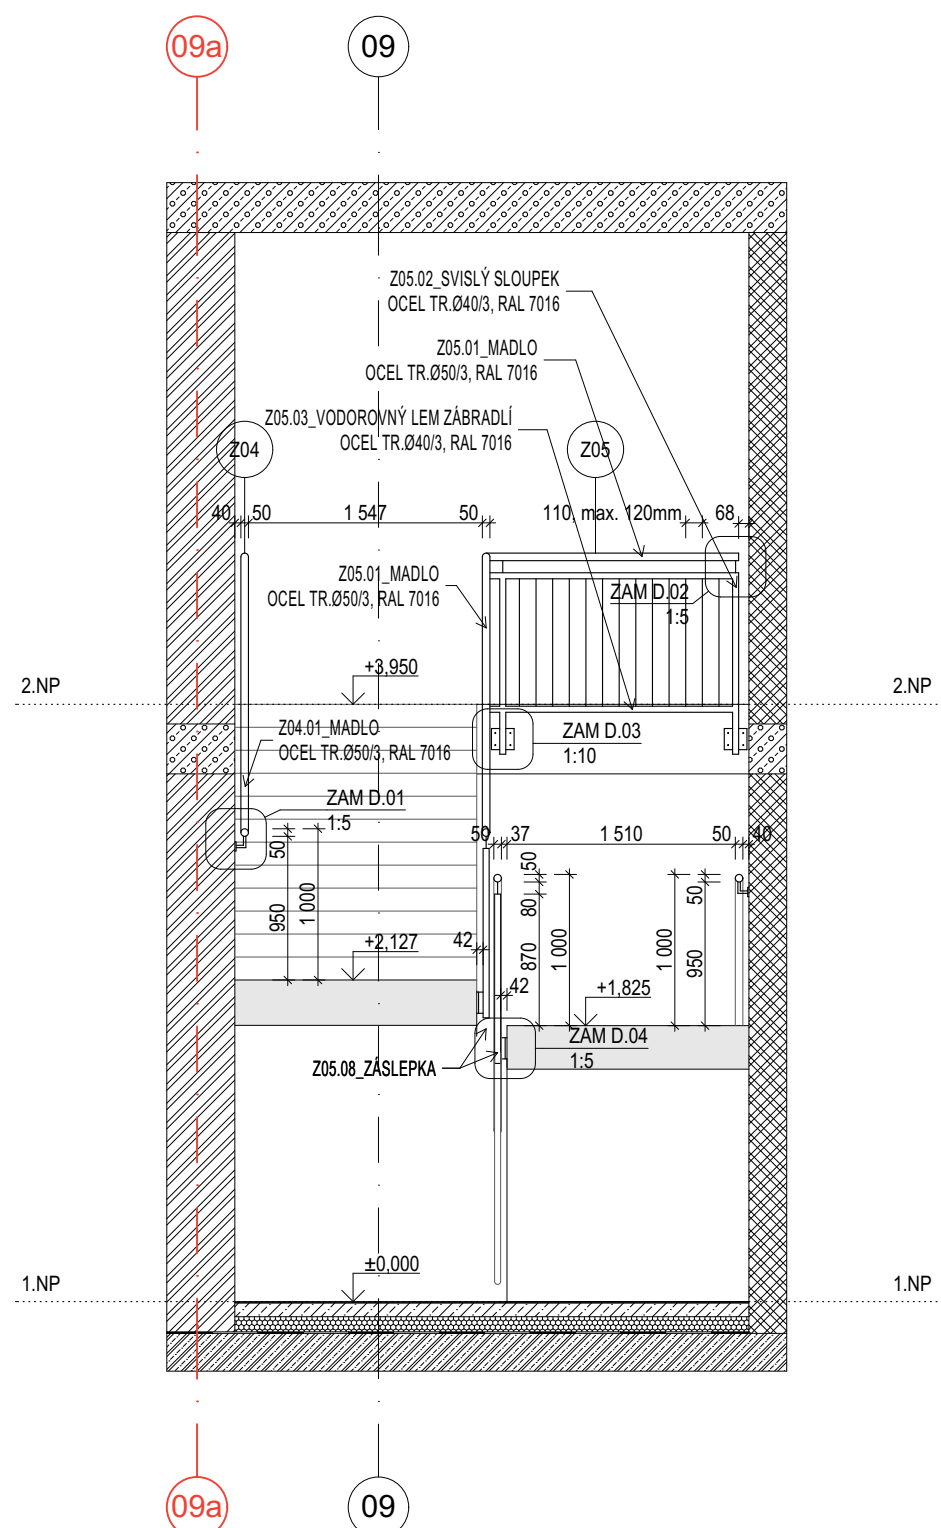 09a
09
Z05.02_SVISLÝ SLOUPEK
OCEL TR.Ø40/3, RAL 7016
Z05.01_MADLO
OCEL TR.Ø50/3, RAL 7016
Z05.03_VODOROVNÝ LEM ZÁBRADLÍ
OCEL TR.Ø40/3, RAL 7016
Z04
Z05
40
50
1 547
50
110, max. 120mm
68
Z05.01_MADLO
OCEL TR.Ø50/3, RAL 7016
ZAM D.02
1:5
+3,950
2.NP
2.NP
Z04.01_MADLO
OCEL TR.Ø50/3, RAL 7016
ZAM D.03
1:10
ZAM D.01
1:5
50
37
1 510
50
40
50
950
1 000
50
80
870
1 000
1 000
50
950
+2,127
42
42
+1,825
ZAM D.04
1:5
Z05.08_ZÁSLEPKA
±0,000
1.NP
1.NP
09a
09